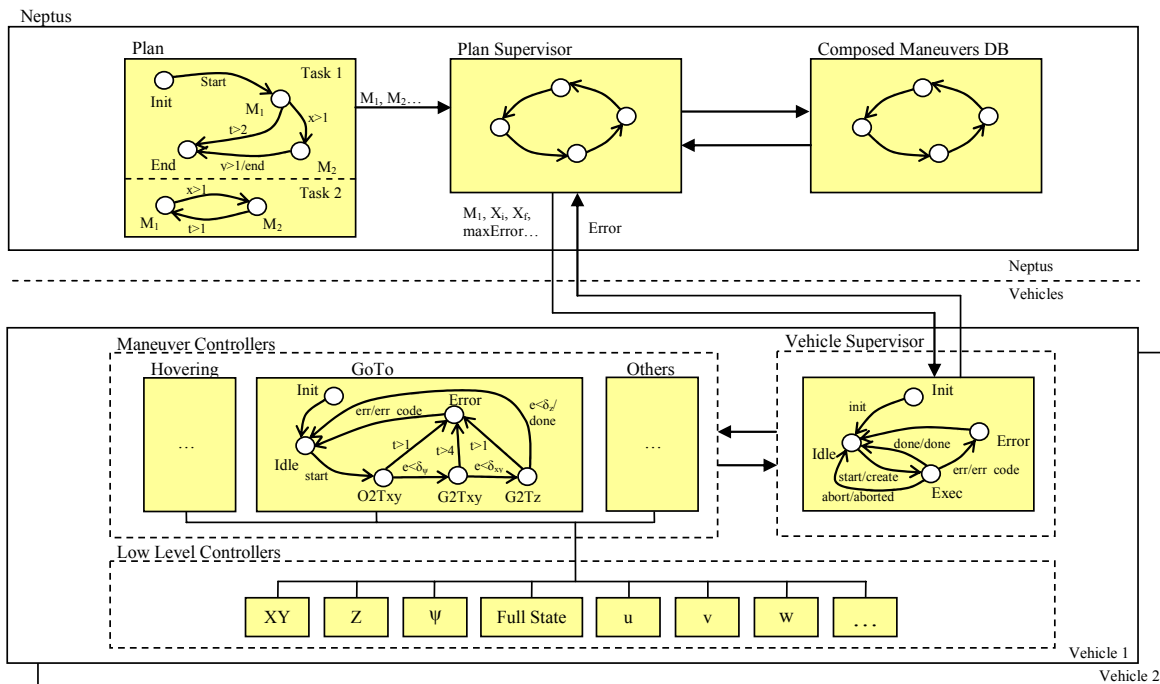 Neptus
Plan
Plan Supervisor
Composed Maneuvers DB
Task 1
Start
Init
M1
M1, M2…
x>1
t>2
End
v>1/end
M2
Task 2
x>1
M1
M2
t>1
M1, Xi, Xf,
maxError…
Error
Neptus
Vehicles
Maneuver Controllers
Vehicle Supervisor
Hovering
GoTo
Others
Init
Error
err/err code
e<δz/
done
…
Idle
t>1
t>4
t>1
start
e<δψ
e<δxy
O2Txy
G2Txy
G2Tz
…
Init
init
Error
done/done
Idle
start/create
err/err code
abort/aborted
Exec
Low Level Controllers
XY
Z
ψ
Full State
u
v
w
…
Vehicle 1
Vehicle 2